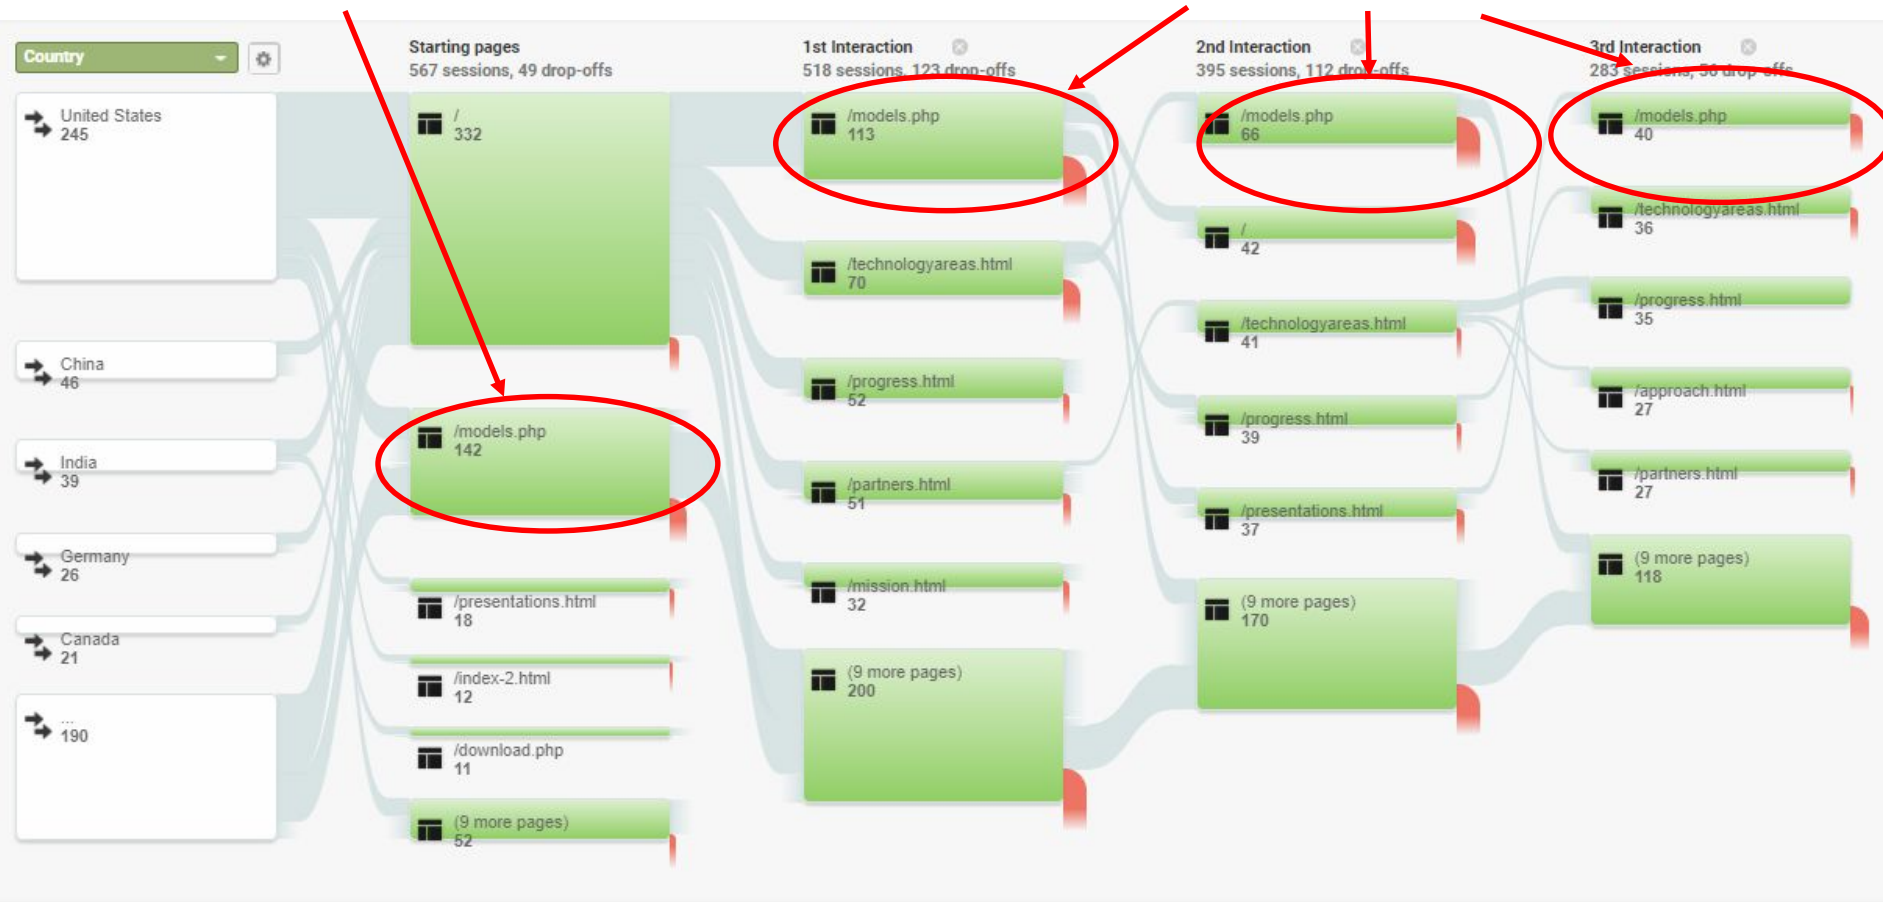 Country
United States
245
China
46
India
39
Germany
26
Canada
21
...
190
Starting pages
567 sessions, 49 drop-offs
/
332
/models.php
142
/presentations.html
18
/index-2.html
12
/download.php
11
(9 more pages)
52
1st Interaction
518 sessions, 123 drop-offs
/models.php
113
/technologyareas.html
70
/progress.html
52
/partners.html
51
/mission.html
32
(9 more pages)
200
2nd Interaction
395 sessions, 112 drop-offs
/models.php
66
/
42
/technologyareas.html
41
/progress.html
39
/presentations.html
37
(9 more pages)
170
3rd Interaction
283 sessions, drop-offs
/models.php
40
/technologyareas.html
36
/progress.html
35
/approach.html
27
/partners.html
27
(9 more pages)
118